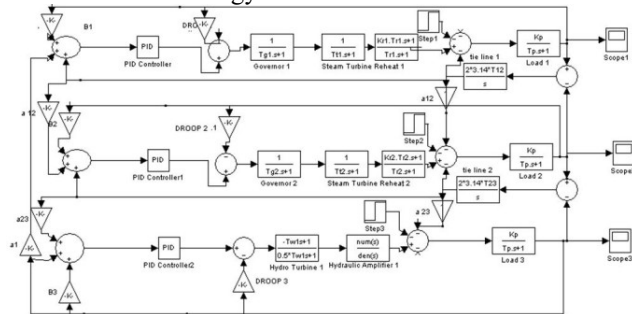 B1
DRO
-K-
-K-
PID
PID Controller
1
Tg1.s+1
Governor 1
1
Tt1.s+1
Steam Turbine Reheat 1
Kr1.Tr1.s+1
Tr1.s+1
Step1
Kp
Tp.s+1
Load 1
tie line 1
2*3.14*T12
s
Scope1
a 12
a12
B2
-K-
-K-
DROOP 2 .1
-K-
PID
PID Controller1
1
Tg2.s+1
Governor 2
1
Tt2.s+1
Steam Turbine Reheat 2
Kr2.Tr2.s+1
Tr2.s+1
Step2
Kp
Tp.s+1
Load 2
tie line 2
2*3.14*T23
s
Scope
a23
-K-
a1
-K-
a 23
Step3
PID
PID Controller2
-Tw1s+1
0.5*Tw1s+1
Hydro Turbine 1
num(s)
den(s)
Hydraulic Amplifier 1
Kp
Tp.s+1
Load 3
Scope3
B3
-K-
-K-
DROOP 3